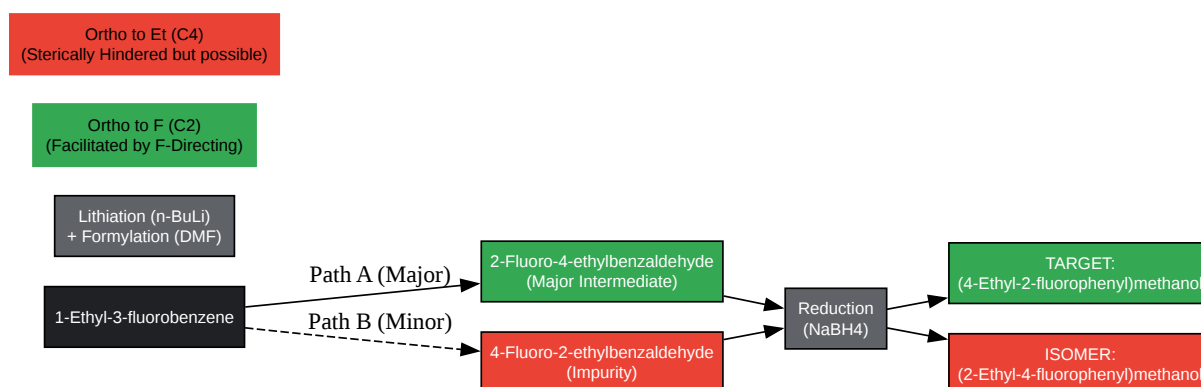 Ortho to Et (C4)
(Sterically Hindered but possible)
Ortho to F (C2)
(Facilitated by F-Directing)
Lithiation (n-BuLi)
+ Formylation (DMF)
1-Ethyl-3-fluorobenzene
Path A (Major)
Path B (Minor)
2-Fluoro-4-ethylbenzaldehyde
(Major Intermediate)
4-Fluoro-2-ethylbenzaldehyde
(Impurity)
Reduction
(NaBH4)
TARGET:
(4-Ethyl-2-fluorophenyl)methanol
ISOMER:
(2-Ethyl-4-fluorophenyl)methanol